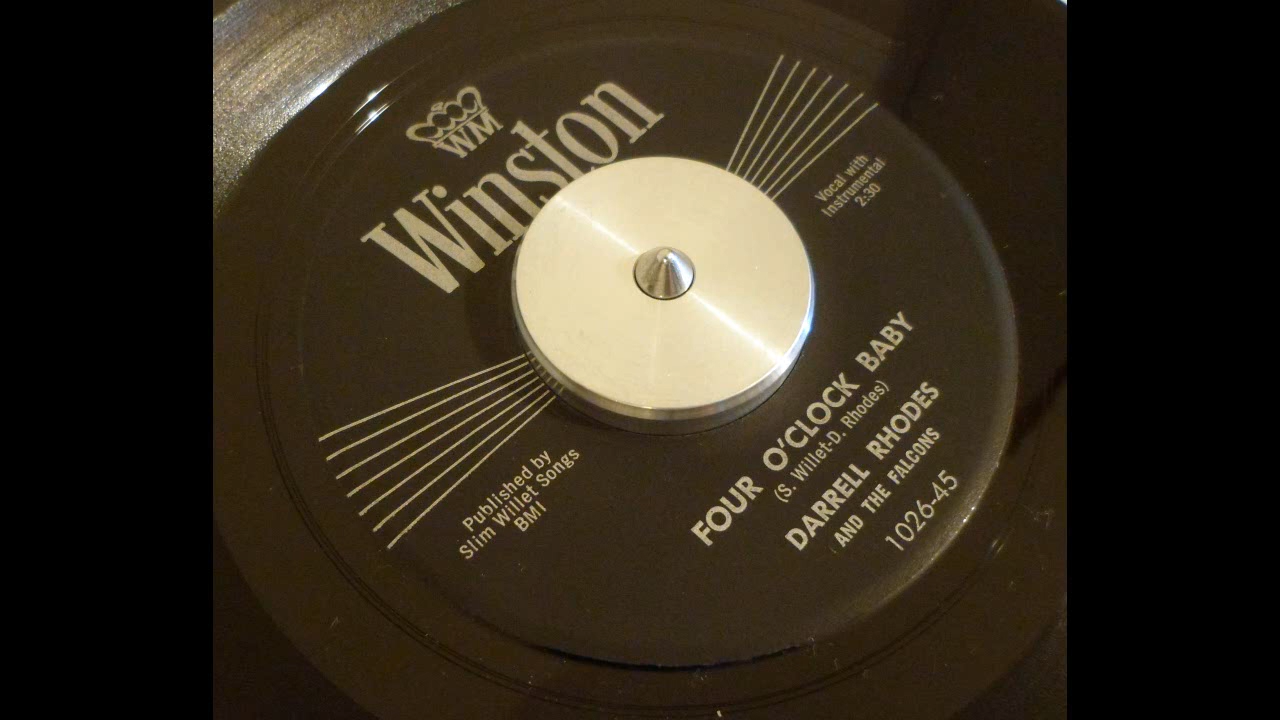 WM
Winston
Vocal with
Instrumental
2:30
Published by
Slim Willet Songs
BMI
FOUR O'CLOCK BABY
(S. Willet-D. Rhodes)
DARRELL RHODES
AND THE FALCONS
1026-45